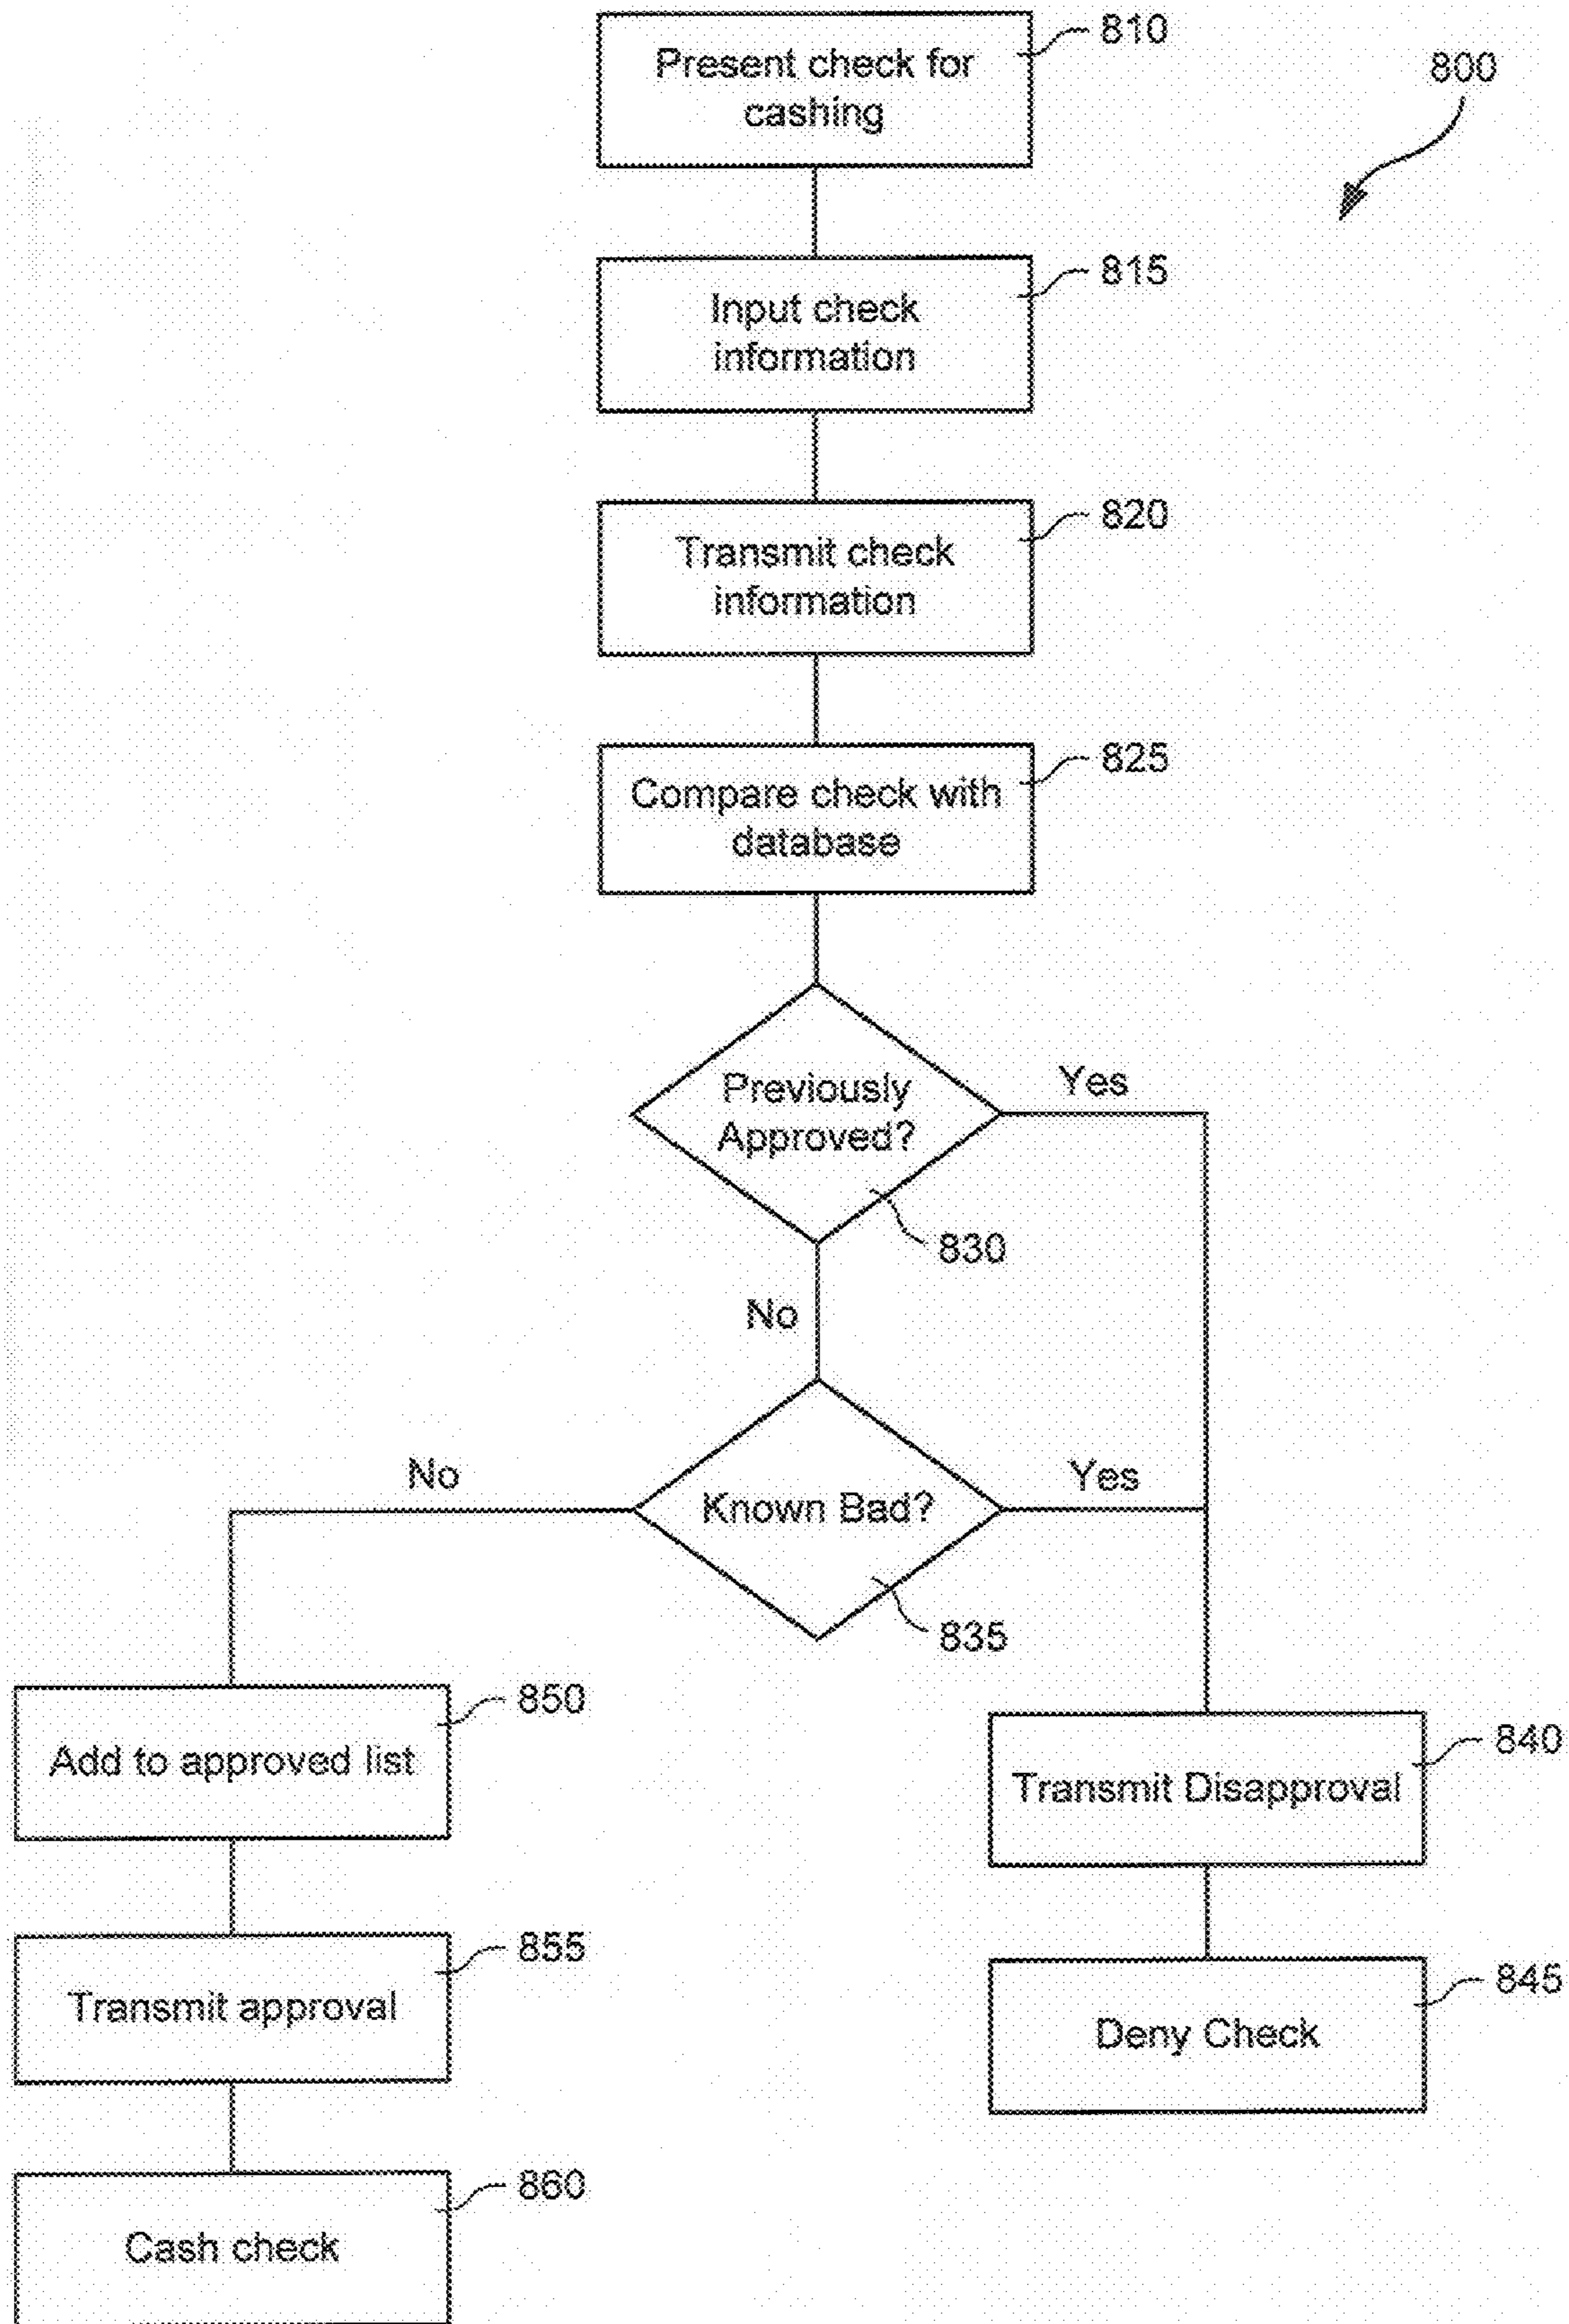 810
Present check for
cashing
800
815
Input check
information
820
Transmit check
information
825
Compare check with
database
Yes
Previously
Approved?
830
No
No
Yes
Known Bad?
835
850
Add to approved list
840
Transmit Disapproval
855
Transmit approval
845
Deny Check
860
Cash check